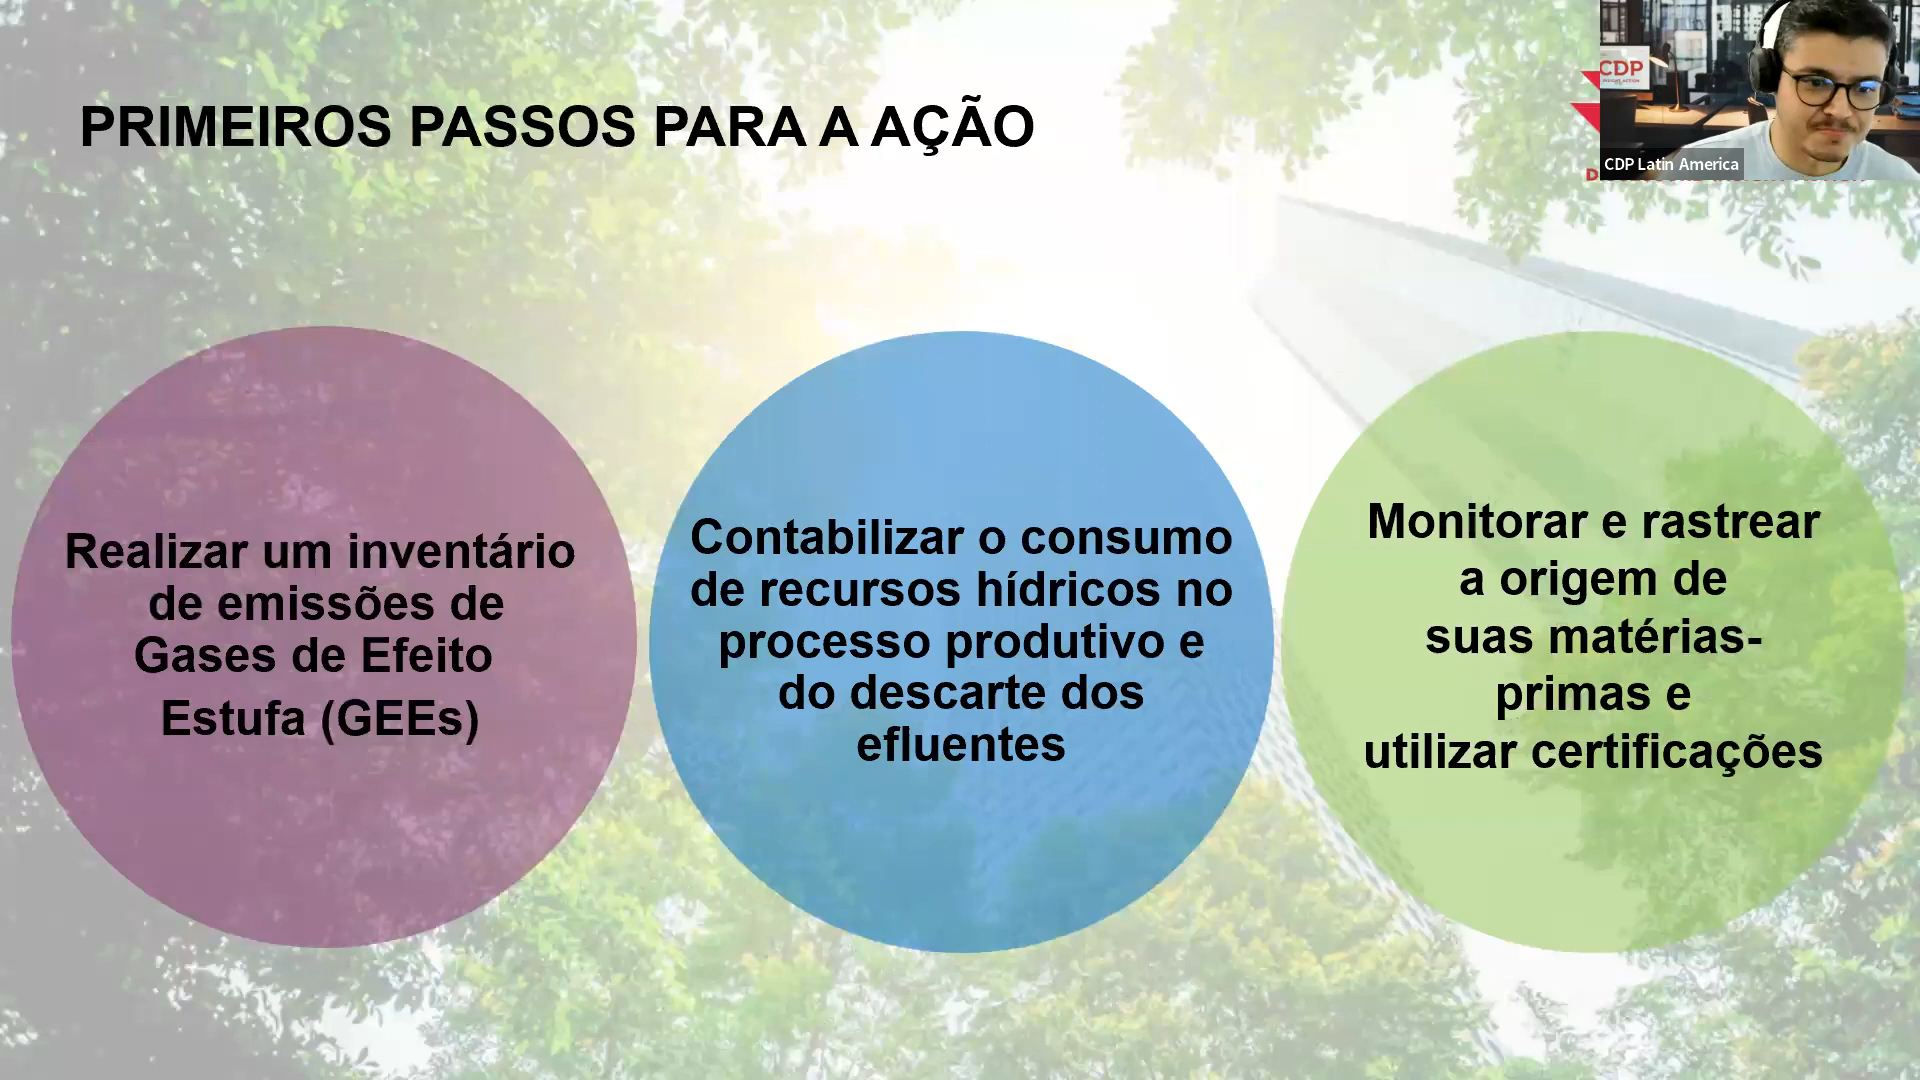 PRIMEIROS PASSOS PARA A AÇÃO
CDP
CDP Latin America
Realizar um inventário
de emissões de
Gases de Efeito
Estufa (GEEs)
Contabilizar o consumo
de recursos hídricos no
processo produtivo e
do descarte dos
efluentes
Monitorar e rastrear
a origem de
suas matérias-
primas e
utilizar certificações